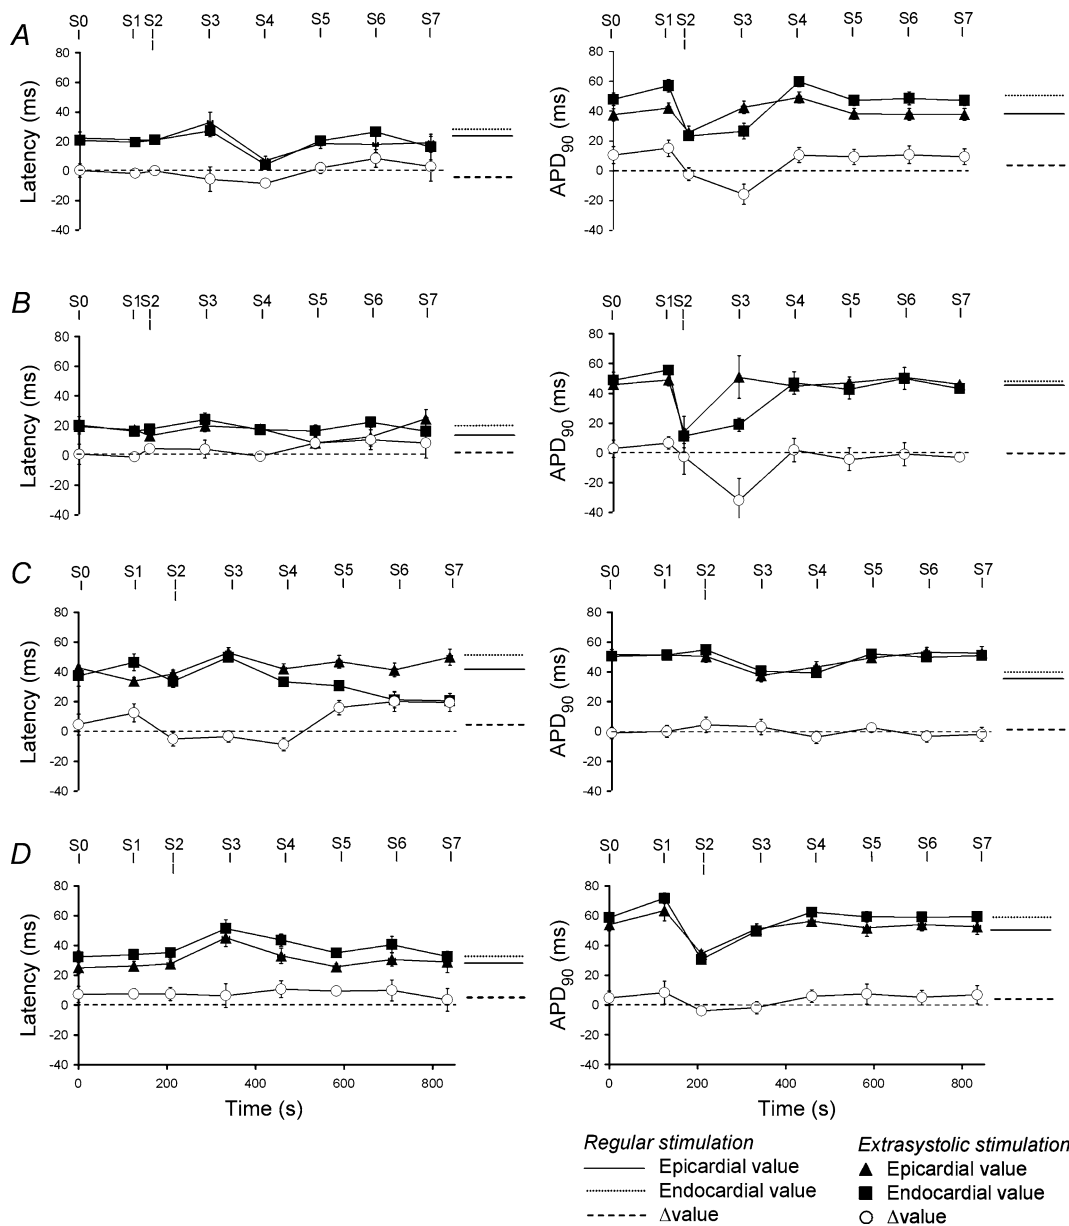 A
S0 S1 S2 S3 S4 S5 S6 S7
S0 S1 S2 S3 S4 S5 S6 S7
Latency (ms)
80
60
40
20
0
-20
-40
APD90 (ms)
80
60
40
20
0
-20
-40
B
S0 S1 S2 S3 S4 S5 S6 S7
S0 S1 S2 S3 S4 S5 S6 S7
Latency (ms)
80
60
40
20
0
-20
-40
APD90 (ms)
80
60
40
20
0
-20
-40
C
S0 S1 S2 S3 S4 S5 S6 S7
S0 S1 S2 S3 S4 S5 S6 S7
Latency (ms)
80
60
40
20
0
-20
-40
APD90 (ms)
80
60
40
20
0
-20
-40
D
S0 S1 S2 S3 S4 S5 S6 S7
S0 S1 S2 S3 S4 S5 S6 S7
Latency (ms)
80
60
40
20
0
-20
-40
APD90 (ms)
80
60
40
20
0
-20
-40
0 200 400 600 800
0 200 400 600 800
Time (s)
Time (s)
Regular stimulation
Epicardial value
Endocardial value
Δvalue
Extrasystolic stimulation
Epicardial value
Endocardial value
Δvalue